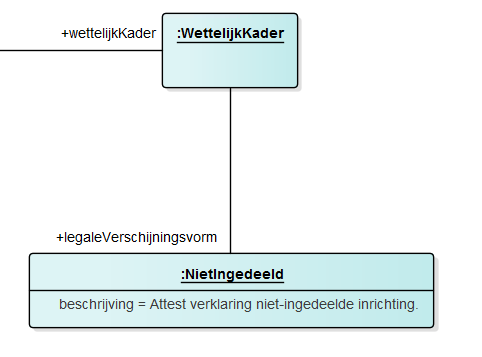 +wettelijkKader
:WettelijkKader
+legaleVerschijningsvorm
:NietIngedeeld
beschrijving = Attest verklaring niet-ingedeelde inrichting.